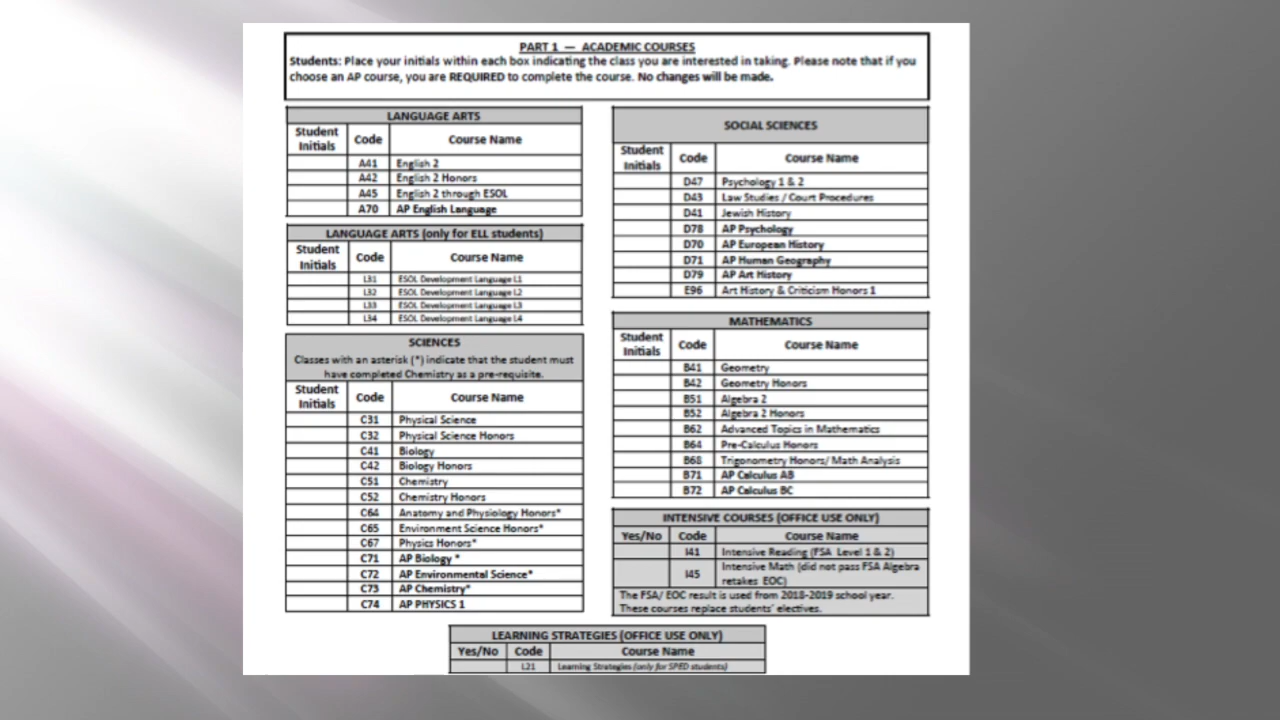 PART 1 — ACADEMIC COURSES
Students: Place your initials within each box indicating the class you are interested in taking. Please note that if you
choose an AP course, you are REQUIRED to complete the course. No changes will be made.
LANGUAGE ARTS
Student Initials Code Course Name
A41 English 2
A42 English 2 Honors
A45 English 2 through ESOL
A70 AP English Language
LANGUAGE ARTS (only for ELL students)
Student Initials Code Course Name
L31 ESOL Development Language L1
L32 ESOL Development Language L2
L33 ESOL Development Language L3
L34 ESOL Development Language L4
SCIENCES
Classes with an asterisk (*) indicate that the student must
have completed Chemistry as a pre-requisite.
Student Initials Code Course Name
C31 Physical Science
C32 Physical Science Honors
C41 Biology
C42 Biology Honors
C51 Chemistry
C52 Chemistry Honors
C64 Anatomy and Physiology Honors*
C65 Environment Science Honors*
C67 Physics Honors*
C71 AP Biology *
C72 AP Environmental Science*
C73 AP Chemistry*
C74 AP PHYSICS 1
SOCIAL SCIENCES
Student Initials Code Course Name
D47 Psychology 1 & 2
D43 Law Studies / Court Procedures
D41 Jewish History
D78 AP Psychology
D70 AP European History
D71 AP Human Geography
D79 AP Art History
E96 Art History & Criticism Honors 1
MATHEMATICS
Student Initials Code Course Name
B41 Geometry
B42 Geometry Honors
B51 Algebra 2
B52 Algebra 2 Honors
B62 Advanced Topics in Mathematics
B64 Pre-Calculus Honors
B68 Trigonometry Honors/ Math Analysis
B71 AP Calculus AB
B72 AP Calculus BC
INTENSIVE COURSES (OFFICE USE ONLY)
Yes/No Code Course Name
I41 Intensive Reading (FSA Level 1 & 2)
I45 Intensive Math (did not pass FSA Algebra
retakes EOC)
The FSA/ EOC result is used from 2018-2019 school year.
These courses replace students' electives.
LEARNING STRATEGIES (OFFICE USE ONLY)
Yes/No Code Course Name
L21 Learning Strategies (only for SPED students)